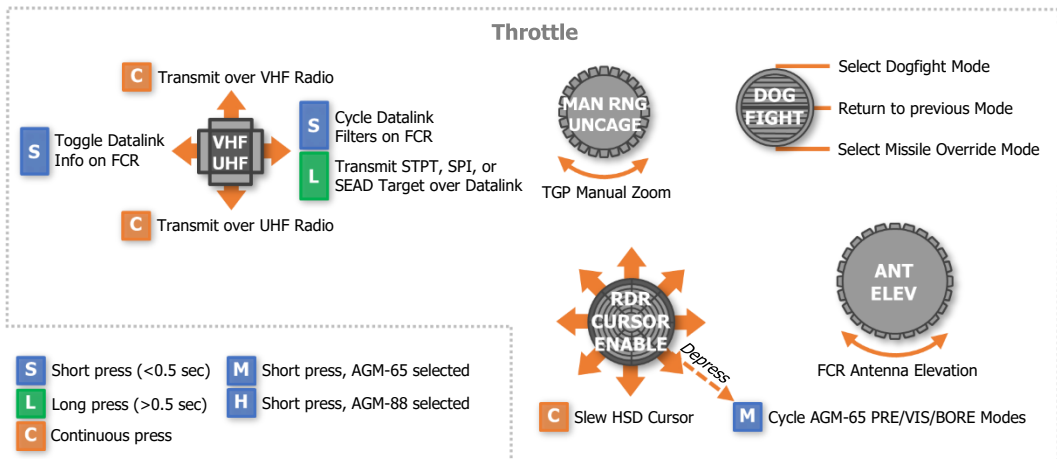 Throttle
C Transmit over VHF Radio
S Toggle Datalink
Info on FCR
VHF
UHF
S Cycle Datalink
Filters on FCR
L Transmit STPT, SPI, or
SEAD Target over Datalink
C Transmit over UHF Radio
MAN RNG
UNCAGE
TGP Manual Zoom
DOG
FIGHT
Select Dogfight Mode
Return to previous Mode
Select Missile Override Mode
RDR
CURSOR
ENABLE
Depress
C Slew HSD Cursor
M Cycle AGM-65 PRE/VIS/BORE Modes
ANT
ELEV
FCR Antenna Elevation
S Short press (<0.5 sec)
L Long press (>0.5 sec)
C Continuous press
M Short press, AGM-65 selected
H Short press, AGM-88 selected